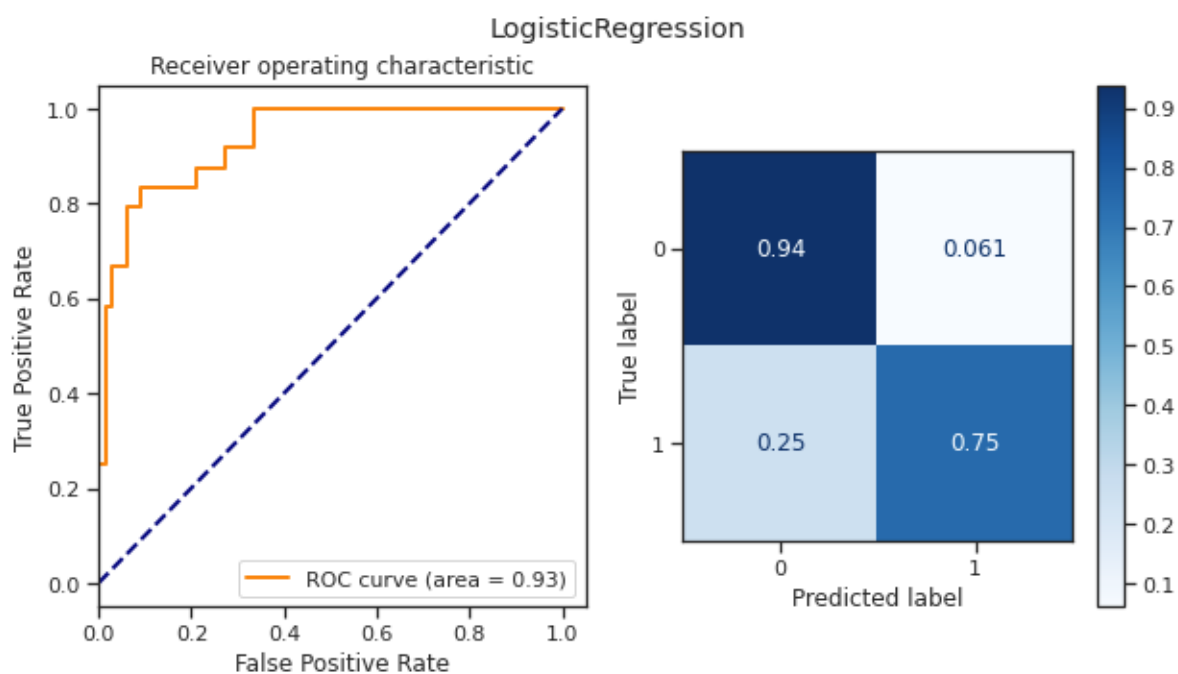 LogisticRegression
Receiver operating characteristic
True Positive Rate
1.0
0.8
0.6
0.4
0.2
0.0
ROC curve (area = 0.93)
0.0 0.2 0.4 0.6 0.8 1.0
False Positive Rate
True label
0
0.94 0.061
1
0.25 0.75
0 1
Predicted label
0.9
0.8
0.7
0.6
0.5
0.4
0.3
0.2
0.1